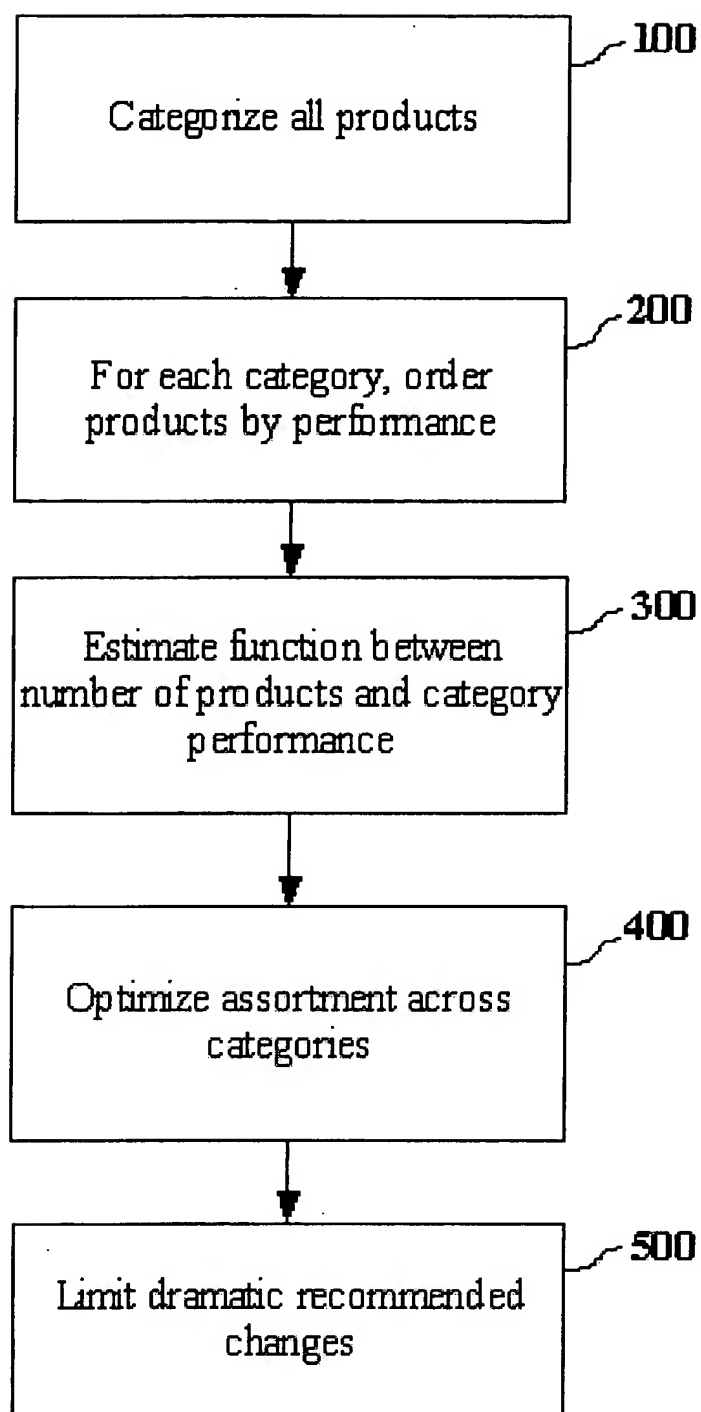 100
Categorize all products
200
For each category, order
products by performance
300
Estimate function between
number of products and category
performance
400
Optimize assortment across
categories
500
Limit dramatic recommended
changes